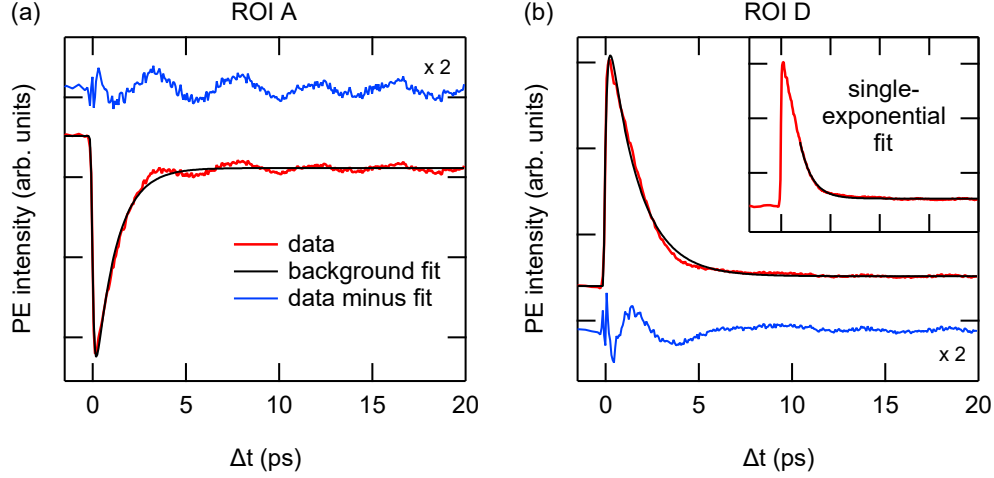 (a) ROI A
PE intensity (arb. units)
x 2
data
background fit
data minus fit
0 5 10 15 20
Δt (ps)
(b) ROI D
PE intensity (arb. units)
single-
exponential
fit
x 2
0 5 10 15 20
Δt (ps)